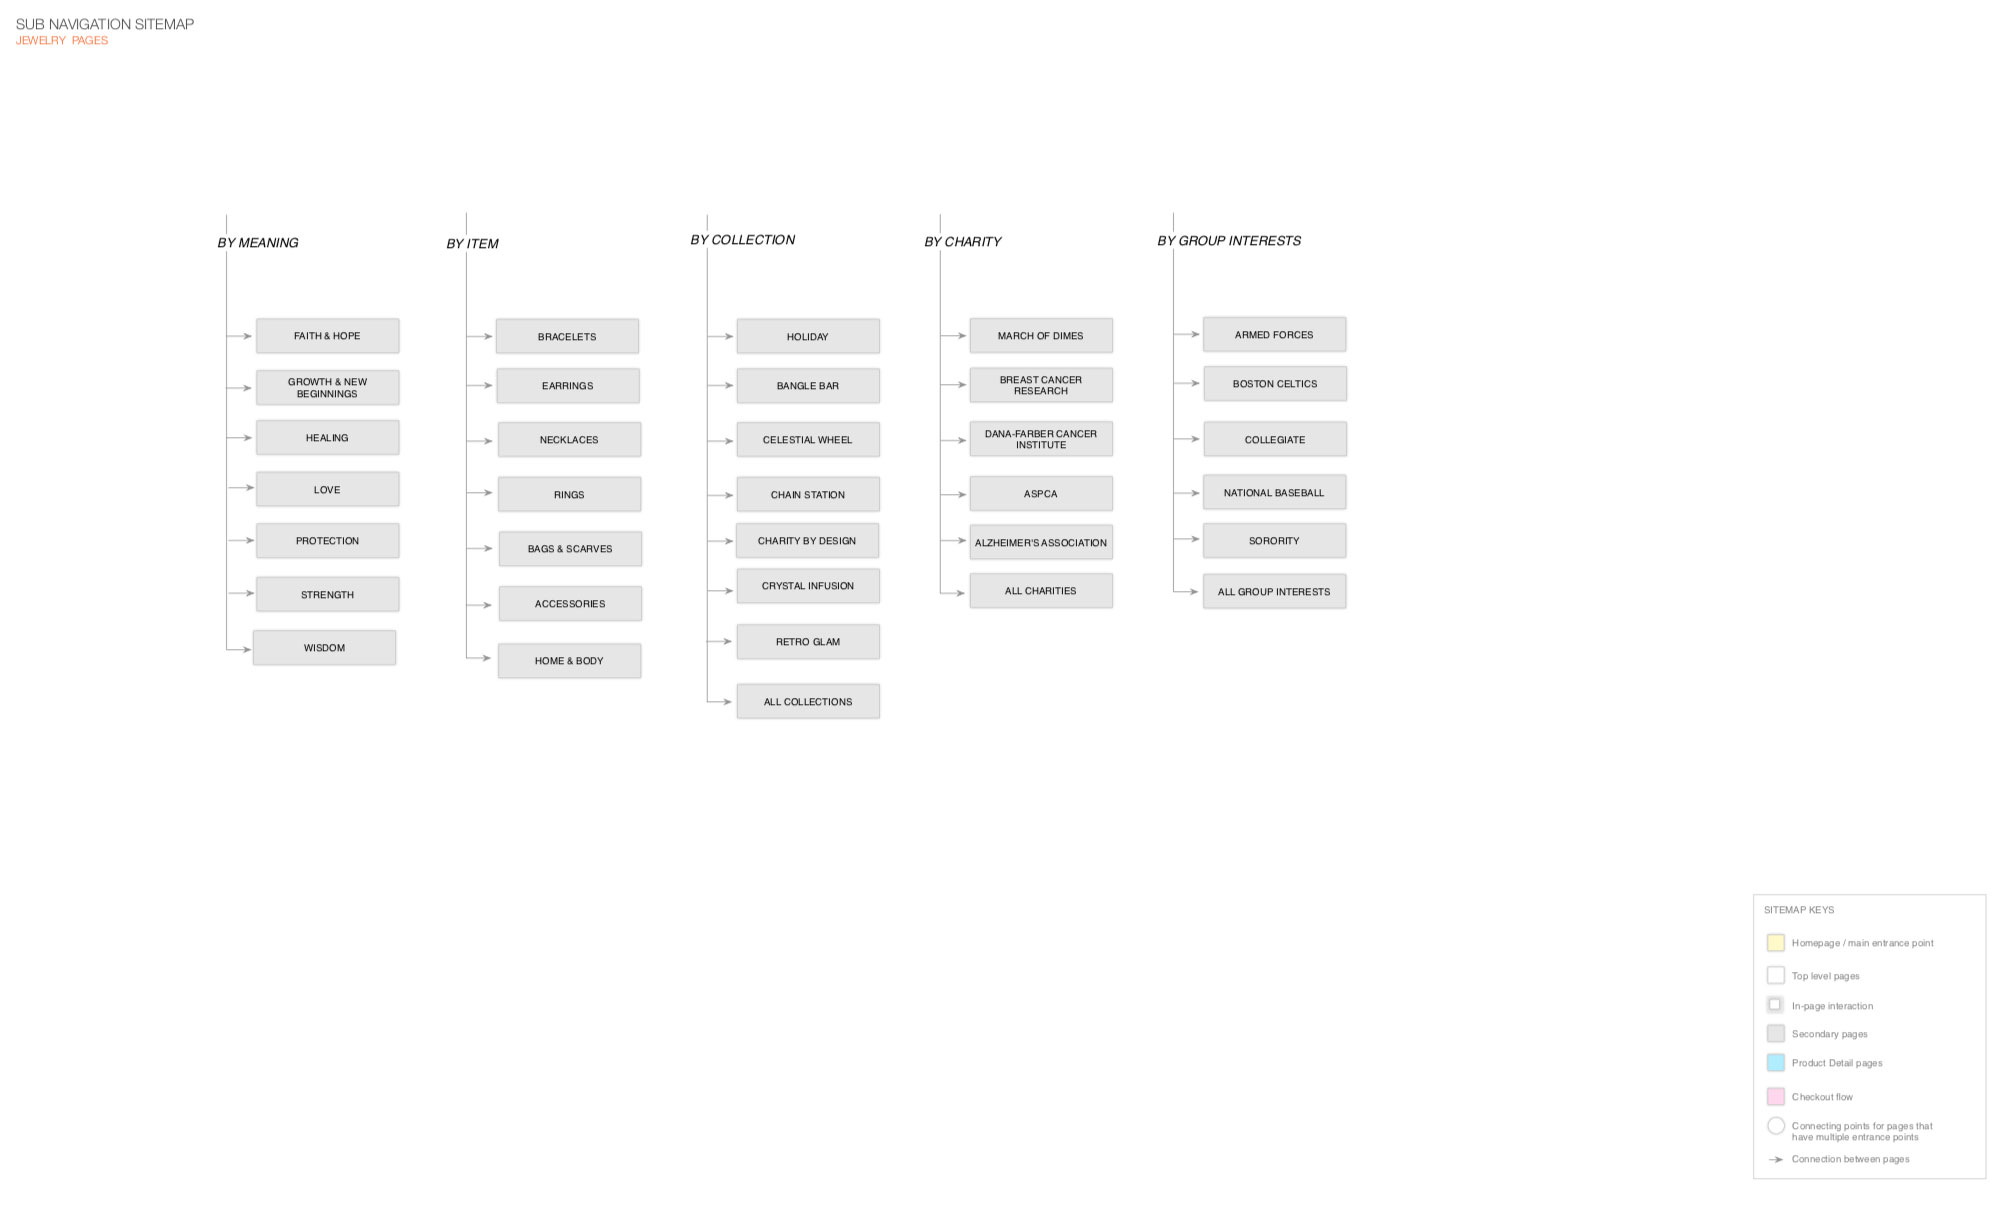 SUB NAVIGATION SITEMAP
JEWELRY PAGES
BY MEANING
FAITH & HOPE
GROWTH & NEW
BEGINNINGS
HEALING
LOVE
PROTECTION
STRENGTH
WISDOM
BY ITEM
BRACELETS
EARRINGS
NECKLACES
RINGS
BAGS & SCARVES
ACCESSORIES
HOME & BODY
BY COLLECTION
HOLIDAY
BANGLE BAR
CELESTIAL WHEEL
CHAIN STATION
CHARITY BY DESIGN
CRYSTAL INFUSION
RETRO GLAM
ALL COLLECTIONS
BY CHARITY
MARCH OF DIMES
BREAST CANCER
RESEARCH
DANA-FARBER CANCER
INSTITUTE
ASPCA
ALZHEIMER'S ASSOCIATION
ALL CHARITIES
BY GROUP INTERESTS
ARMED FORCES
BOSTON CELTICS
COLLEGIATE
NATIONAL BASEBALL
SORORITY
ALL GROUP INTERESTS
SITEMAP KEYS
Homepage / main entrance point
Top level pages
In-page interaction
Secondary pages
Product Detail pages
Checkout flow
Connecting points for pages that
have multiple entrance points
Connection between pages